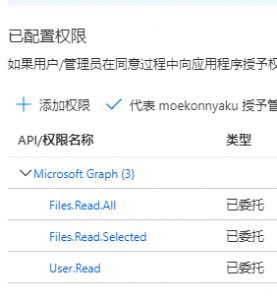 已配置权限
如果用户/管理员在同意过程中向应用程序授予权
添加权限 代表 moekonnyaku 授予管
API/权限名称 类型
Microsoft Graph (3)
Files.Read.All 已委托
Files.Read.Selected 已委托
User.Read 已委托